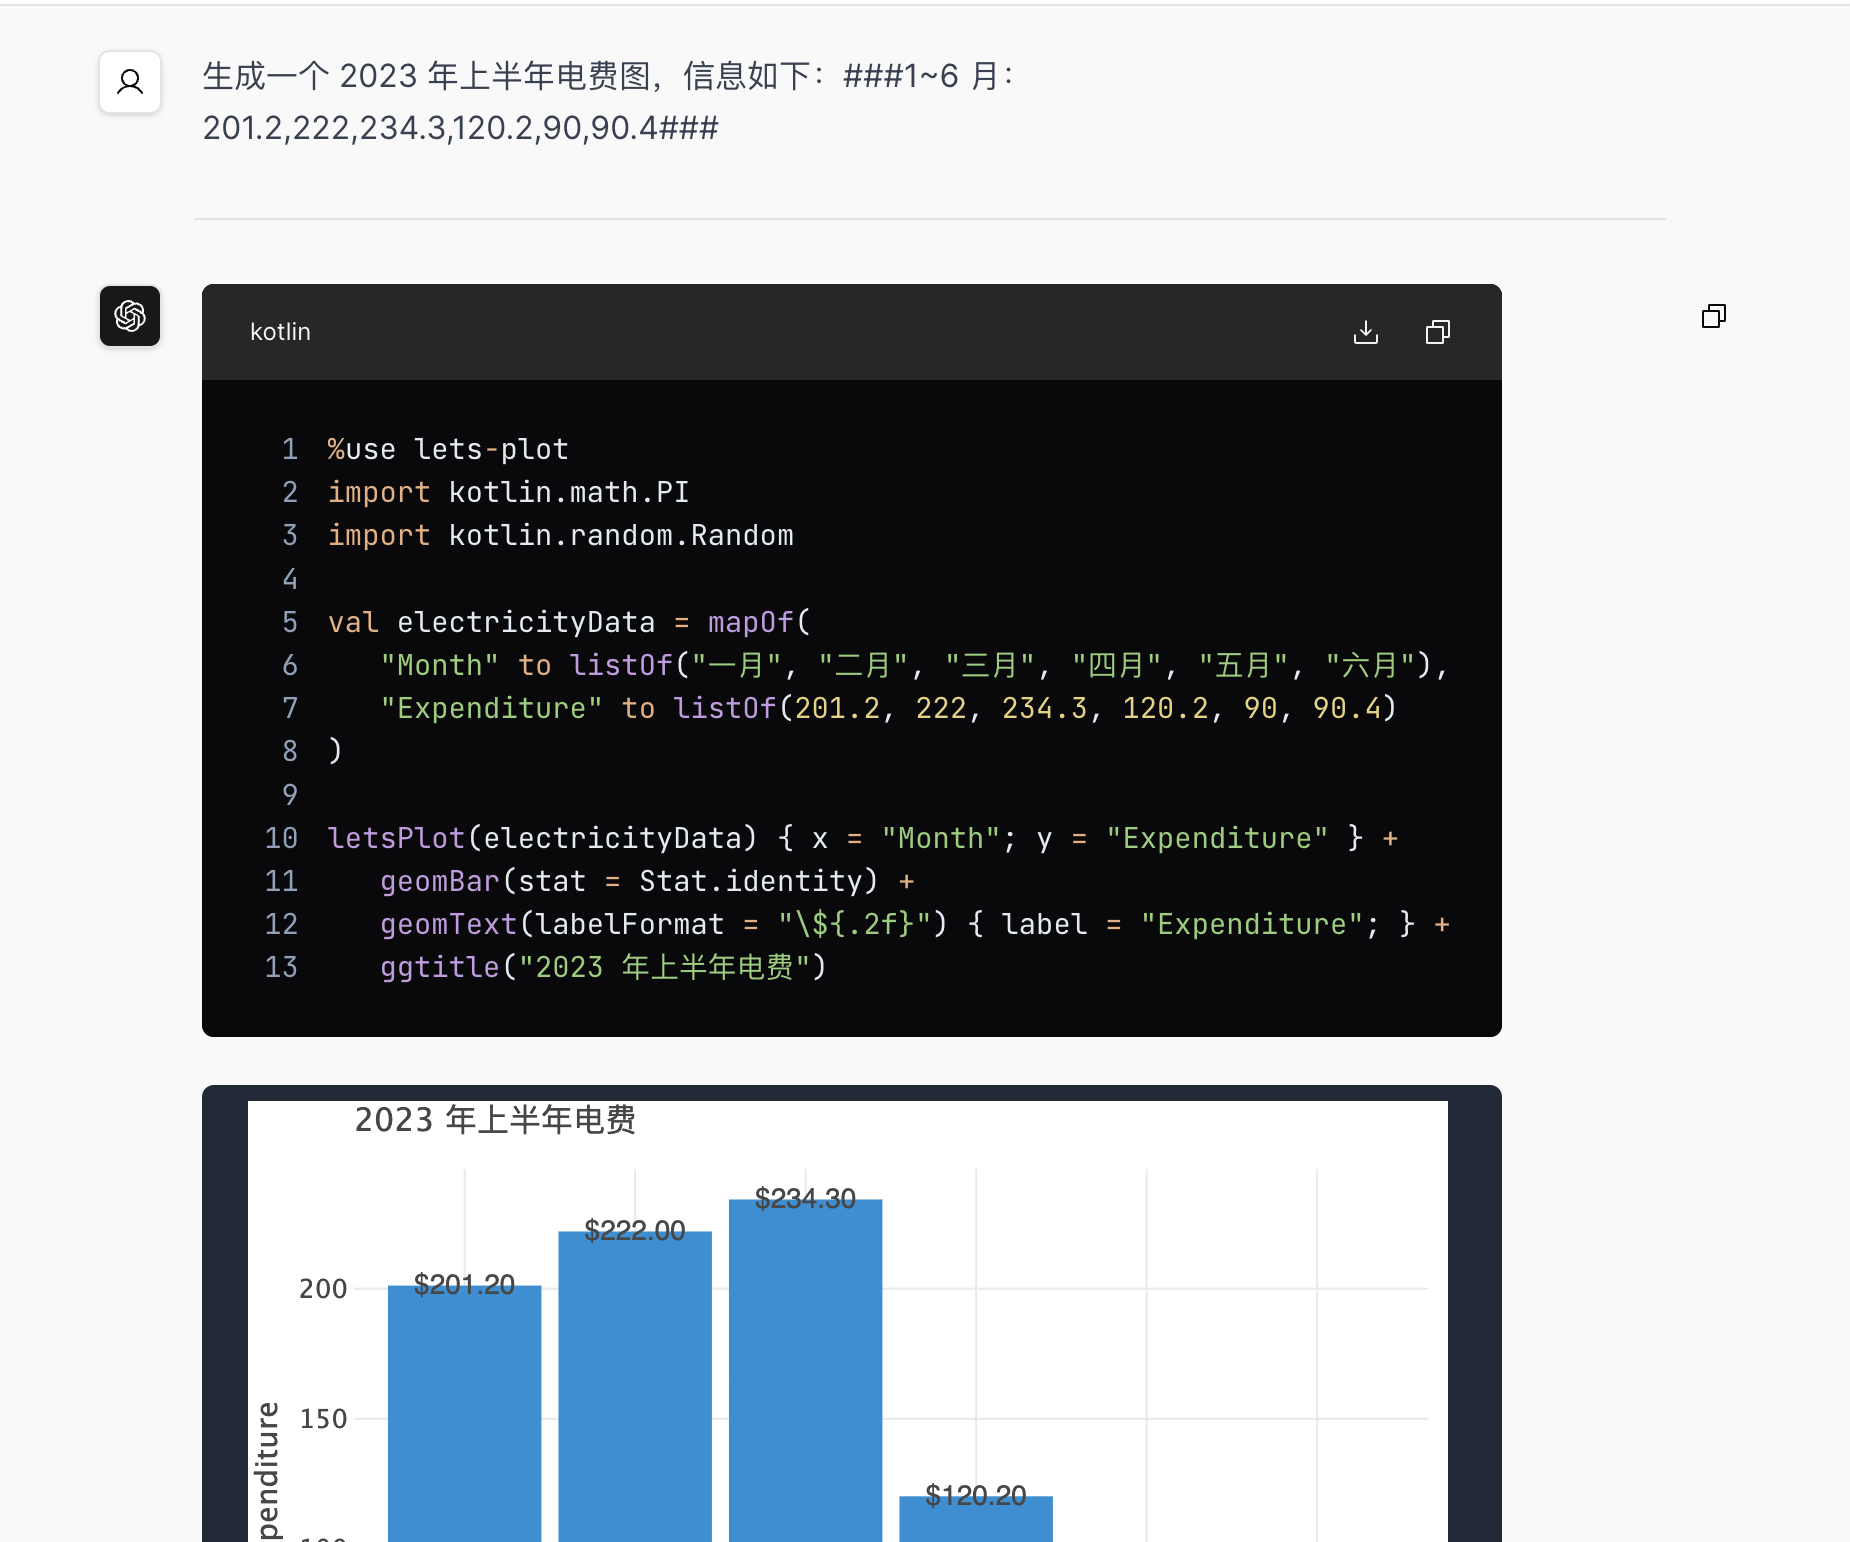 生成一个 2023 年上半年电费图，信息如下：###1~6 月：
201.2,222,234.3,120.2,90,90.4###
kotlin
1 %use lets-plot
2 import kotlin.math.PI
3 import kotlin.random.Random
4
5 val electricityData = mapOf(
6    "Month" to listOf("一月", "二月", "三月", "四月", "五月", "六月"),
7    "Expenditure" to listOf(201.2, 222, 234.3, 120.2, 90, 90.4)
8 )
9
10 letsPlot(electricityData) { x = "Month"; y = "Expenditure" } +
11    geomBar(stat = Stat.identity) +
12    geomText(labelFormat = "\${.2f}") { label = "Expenditure"; } +
13    ggtitle("2023 年上半年电费")
2023 年上半年电费
$234.30
$222.00
$201.20
200
150
penditure
$120.20